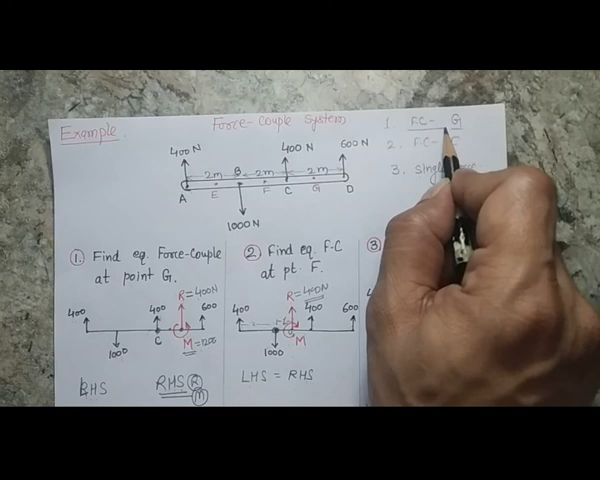 Example
Force-Couple System
1 F.C - G
2. F.C - F
3. Single
400 N 400 N 600 N
2m B 2m 2m
A E F C G D
1000 N
1. Find eq. Force-Couple
at point G.
R=400N
400 400 600
C
1000 M=1200
LHS RHS R
M
2 Find eq. F-C
at pt. F.
R=400N
400 400 600
1000 M
LHS = RHS
3